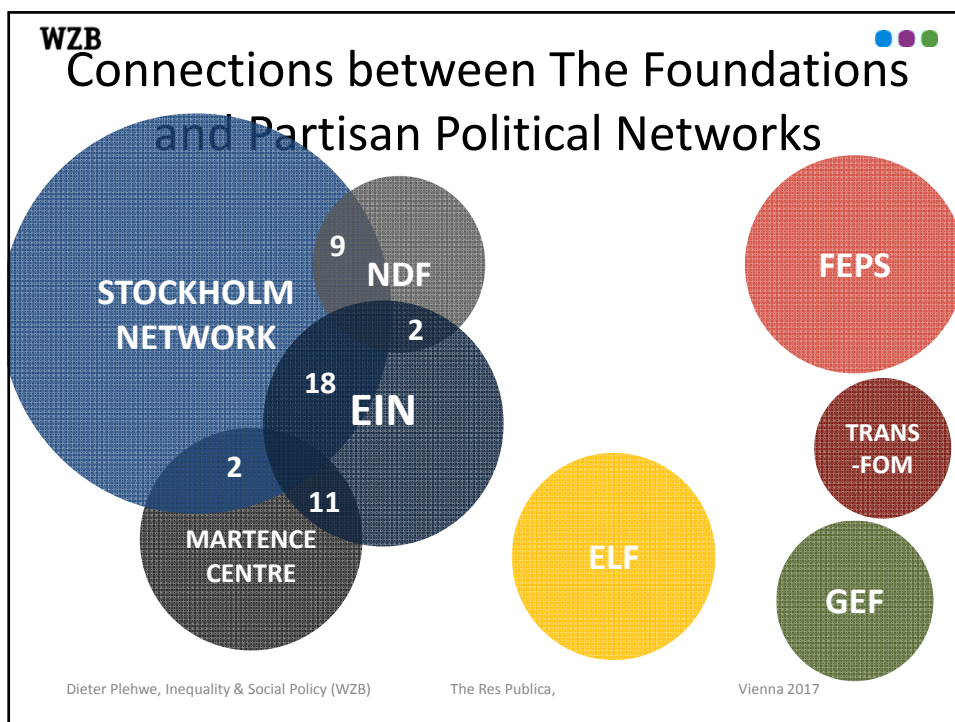 WZB
Connections between The Foundations
and Partisan Political Networks
9
NDF
FEPS
STOCKHOLM
NETWORK
2
18
EIN
TRANS
-FOM
2
11
MARTENCE
CENTRE
ELF
GEF
Dieter Plehwe, Inequality & Social Policy (WZB) The Res Publica, Vienna 2017